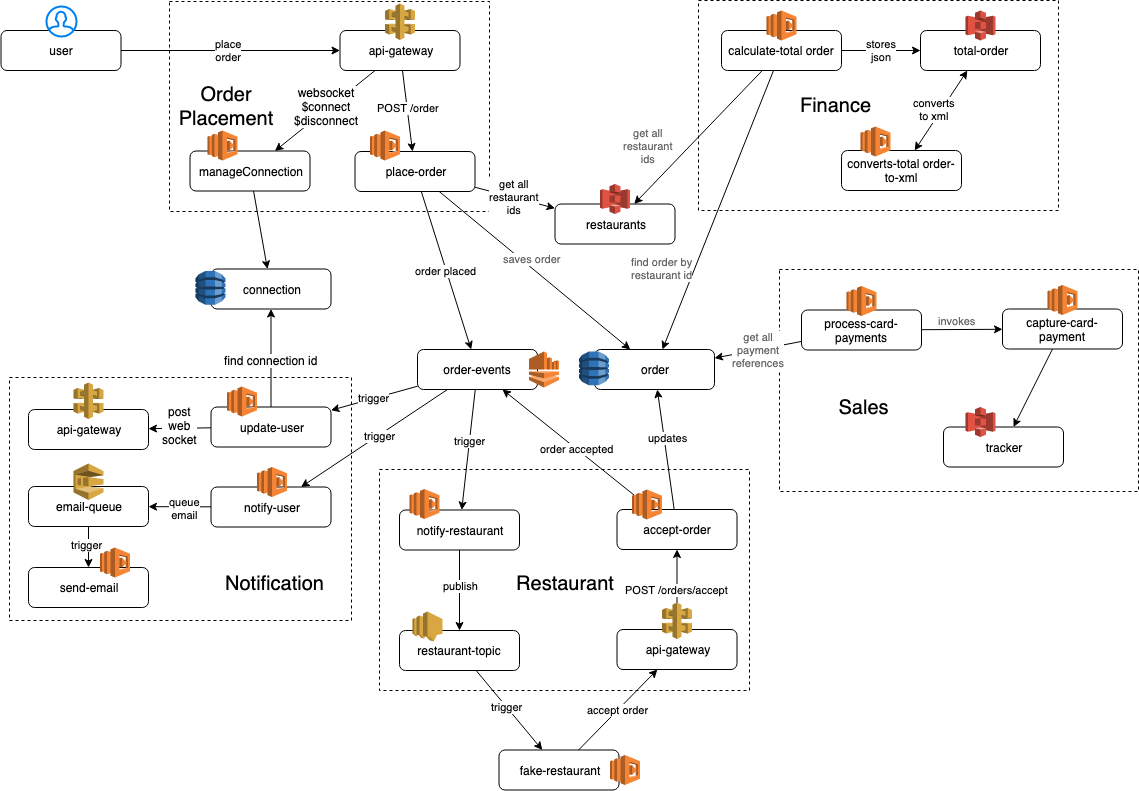 user
place
order
api-gateway
Order
Placement
websocket
$connect
$disconnect
POST /order
manageConnection
place-order
get all
restaurant
ids
calculate-total order
stores
json
total-order
Finance
converts
to xml
converts-total order-
to-xml
get all
restaurant
ids
restaurants
connection
order placed
saves order
find order by
restaurant id
process-card-
payments
invokes
capture-card-
payment
get all
payment
references
Sales
tracker
find connection id
order-events
order
trigger
api-gateway
post
web
socket
update-user
trigger
trigger
order accepted
updates
email-queue
queue
email
notify-user
trigger
send-email
Notification
notify-restaurant
accept-order
publish
Restaurant
POST /orders/accept
restaurant-topic
api-gateway
trigger
accept order
fake-restaurant